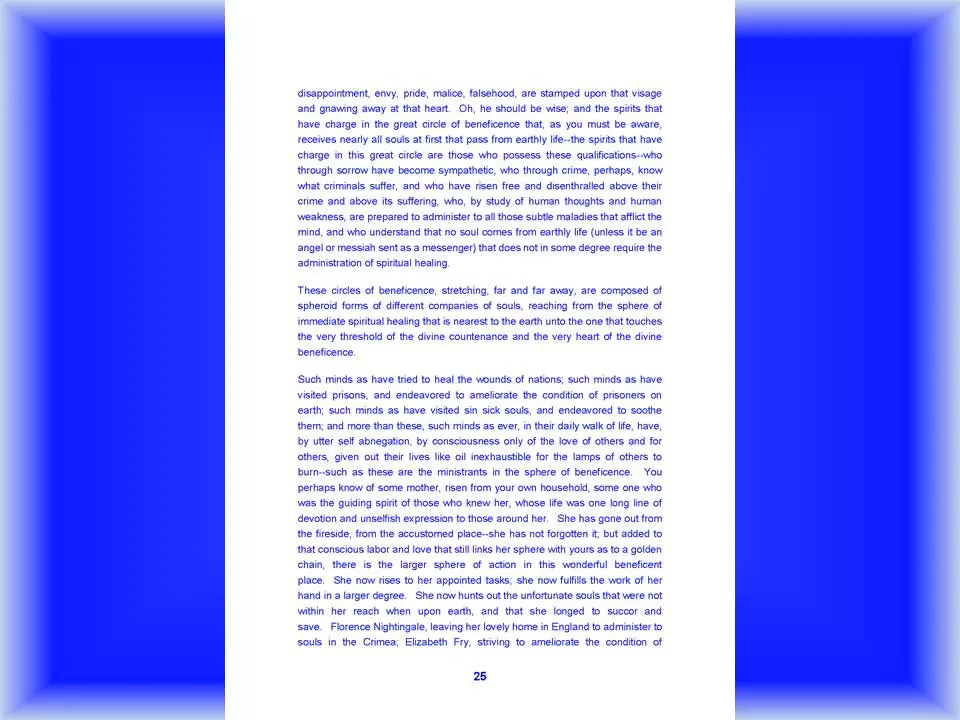 disappointment, envy, pride, malice, falsehood, are stamped upon that visage
and gnawing away at that heart. Oh, he should be wise; and the spirits that
have charge in the great circle of beneficence that, as you must be aware,
receives nearly all souls at first that pass from earthly life--the spirits that have
charge in this great circle are those who possess these qualifications--who
through sorrow have become sympathetic, who through crime, perhaps, know
what criminals suffer, and who have risen free and disenthralled above their
crime and above its suffering, who, by study of human thoughts and human
weakness, are prepared to administer to all those subtle maladies that afflict the
mind, and who understand that no soul comes from earthly life (unless it be an
angel or messiah sent as a messenger) that does not in some degree require the
administration of spiritual healing.
These circles of beneficence, stretching, far and far away, are composed of
spheroid forms of different companies of souls, reaching from the sphere of
immediate spiritual healing that is nearest to the earth unto the one that touches
the very threshold of the divine countenance and the very heart of the divine
beneficence.
Such minds as have tried to heal the wounds of nations; such minds as have
visited prisons, and endeavored to ameliorate the condition of prisoners on
earth; such minds as have visited sin sick souls, and endeavored to soothe
them; and more than these, such minds as ever, in their daily walk of life, have,
by utter self abnegation, by consciousness only of the love of others and for
others, given out their lives like oil inexhaustible for the lamps of others to
burn--such as these are the ministrants in the sphere of beneficence. You
perhaps know of some mother, risen from your own household, some one who
was the guiding spirit of those who knew her, whose life was one long line of
devotion and unselfish expression to those around her. She has gone out from
the fireside, from the accustomed place--she has not forgotten it; but added to
that conscious labor and love that still links her sphere with yours as to a golden
chain, there is the larger sphere of action in this wonderful beneficent
place. She now rises to her appointed tasks; she now fulfills the work of her
hand in a larger degree. She now hunts out the unfortunate souls that were not
within her reach when upon earth, and that she longed to succor and
save. Florence Nightingale, leaving her lovely home in England to administer to
souls in the Crimea; Elizabeth Fry, striving to ameliorate the condition of
25